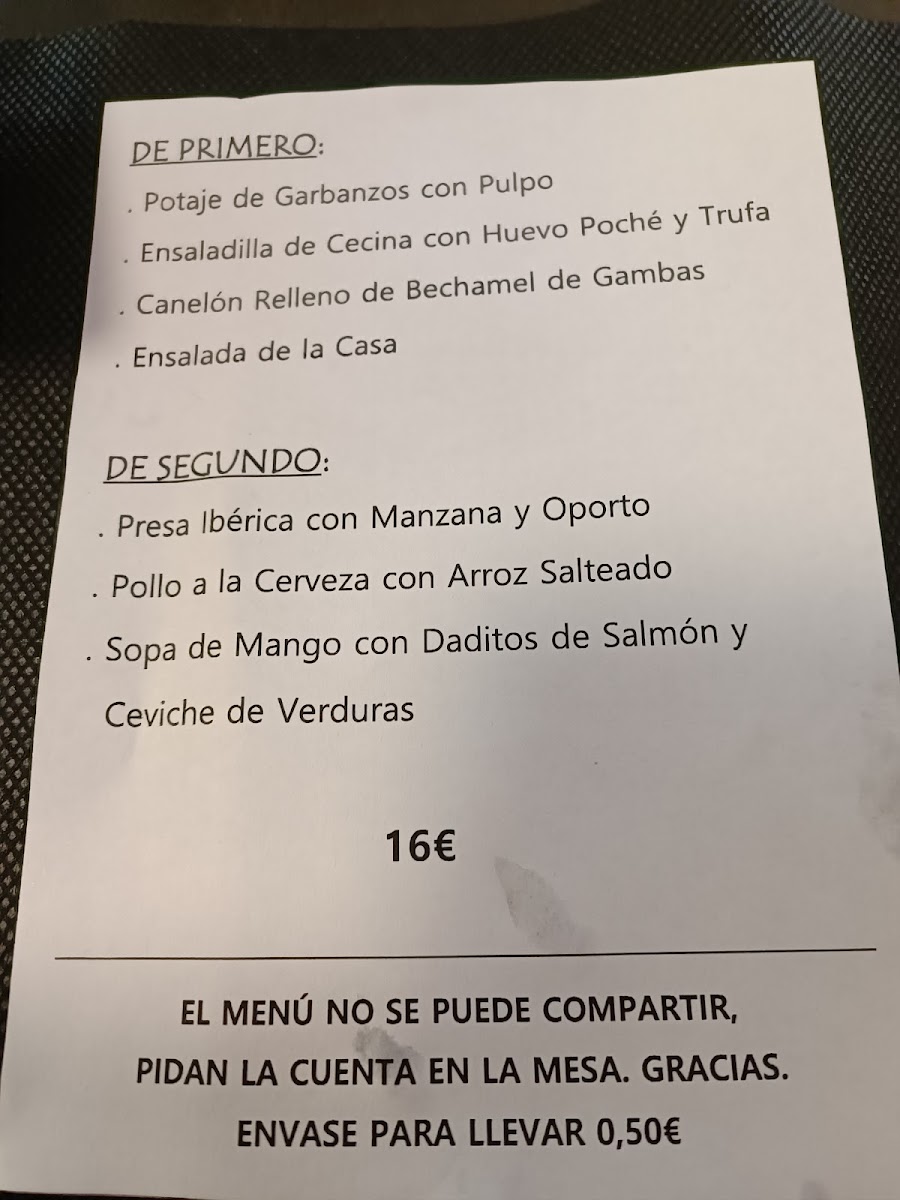 DE PRIMERO:
. Potaje de Garbanzos con Pulpo
. Ensaladilla de Cecina con Huevo Poché y Trufa
. Canelón Relleno de Bechamel de Gambas
. Ensalada de la Casa
DE SEGUNDO:
. Presa Ibérica con Manzana y Oporto
. Pollo a la Cerveza con Arroz Salteado
. Sopa de Mango con Daditos de Salmón y
Ceviche de Verduras
16€
EL MENÚ NO SE PUEDE COMPARTIR,
PIDAN LA CUENTA EN LA MESA. GRACIAS.
ENVASE PARA LLEVAR 0,50€